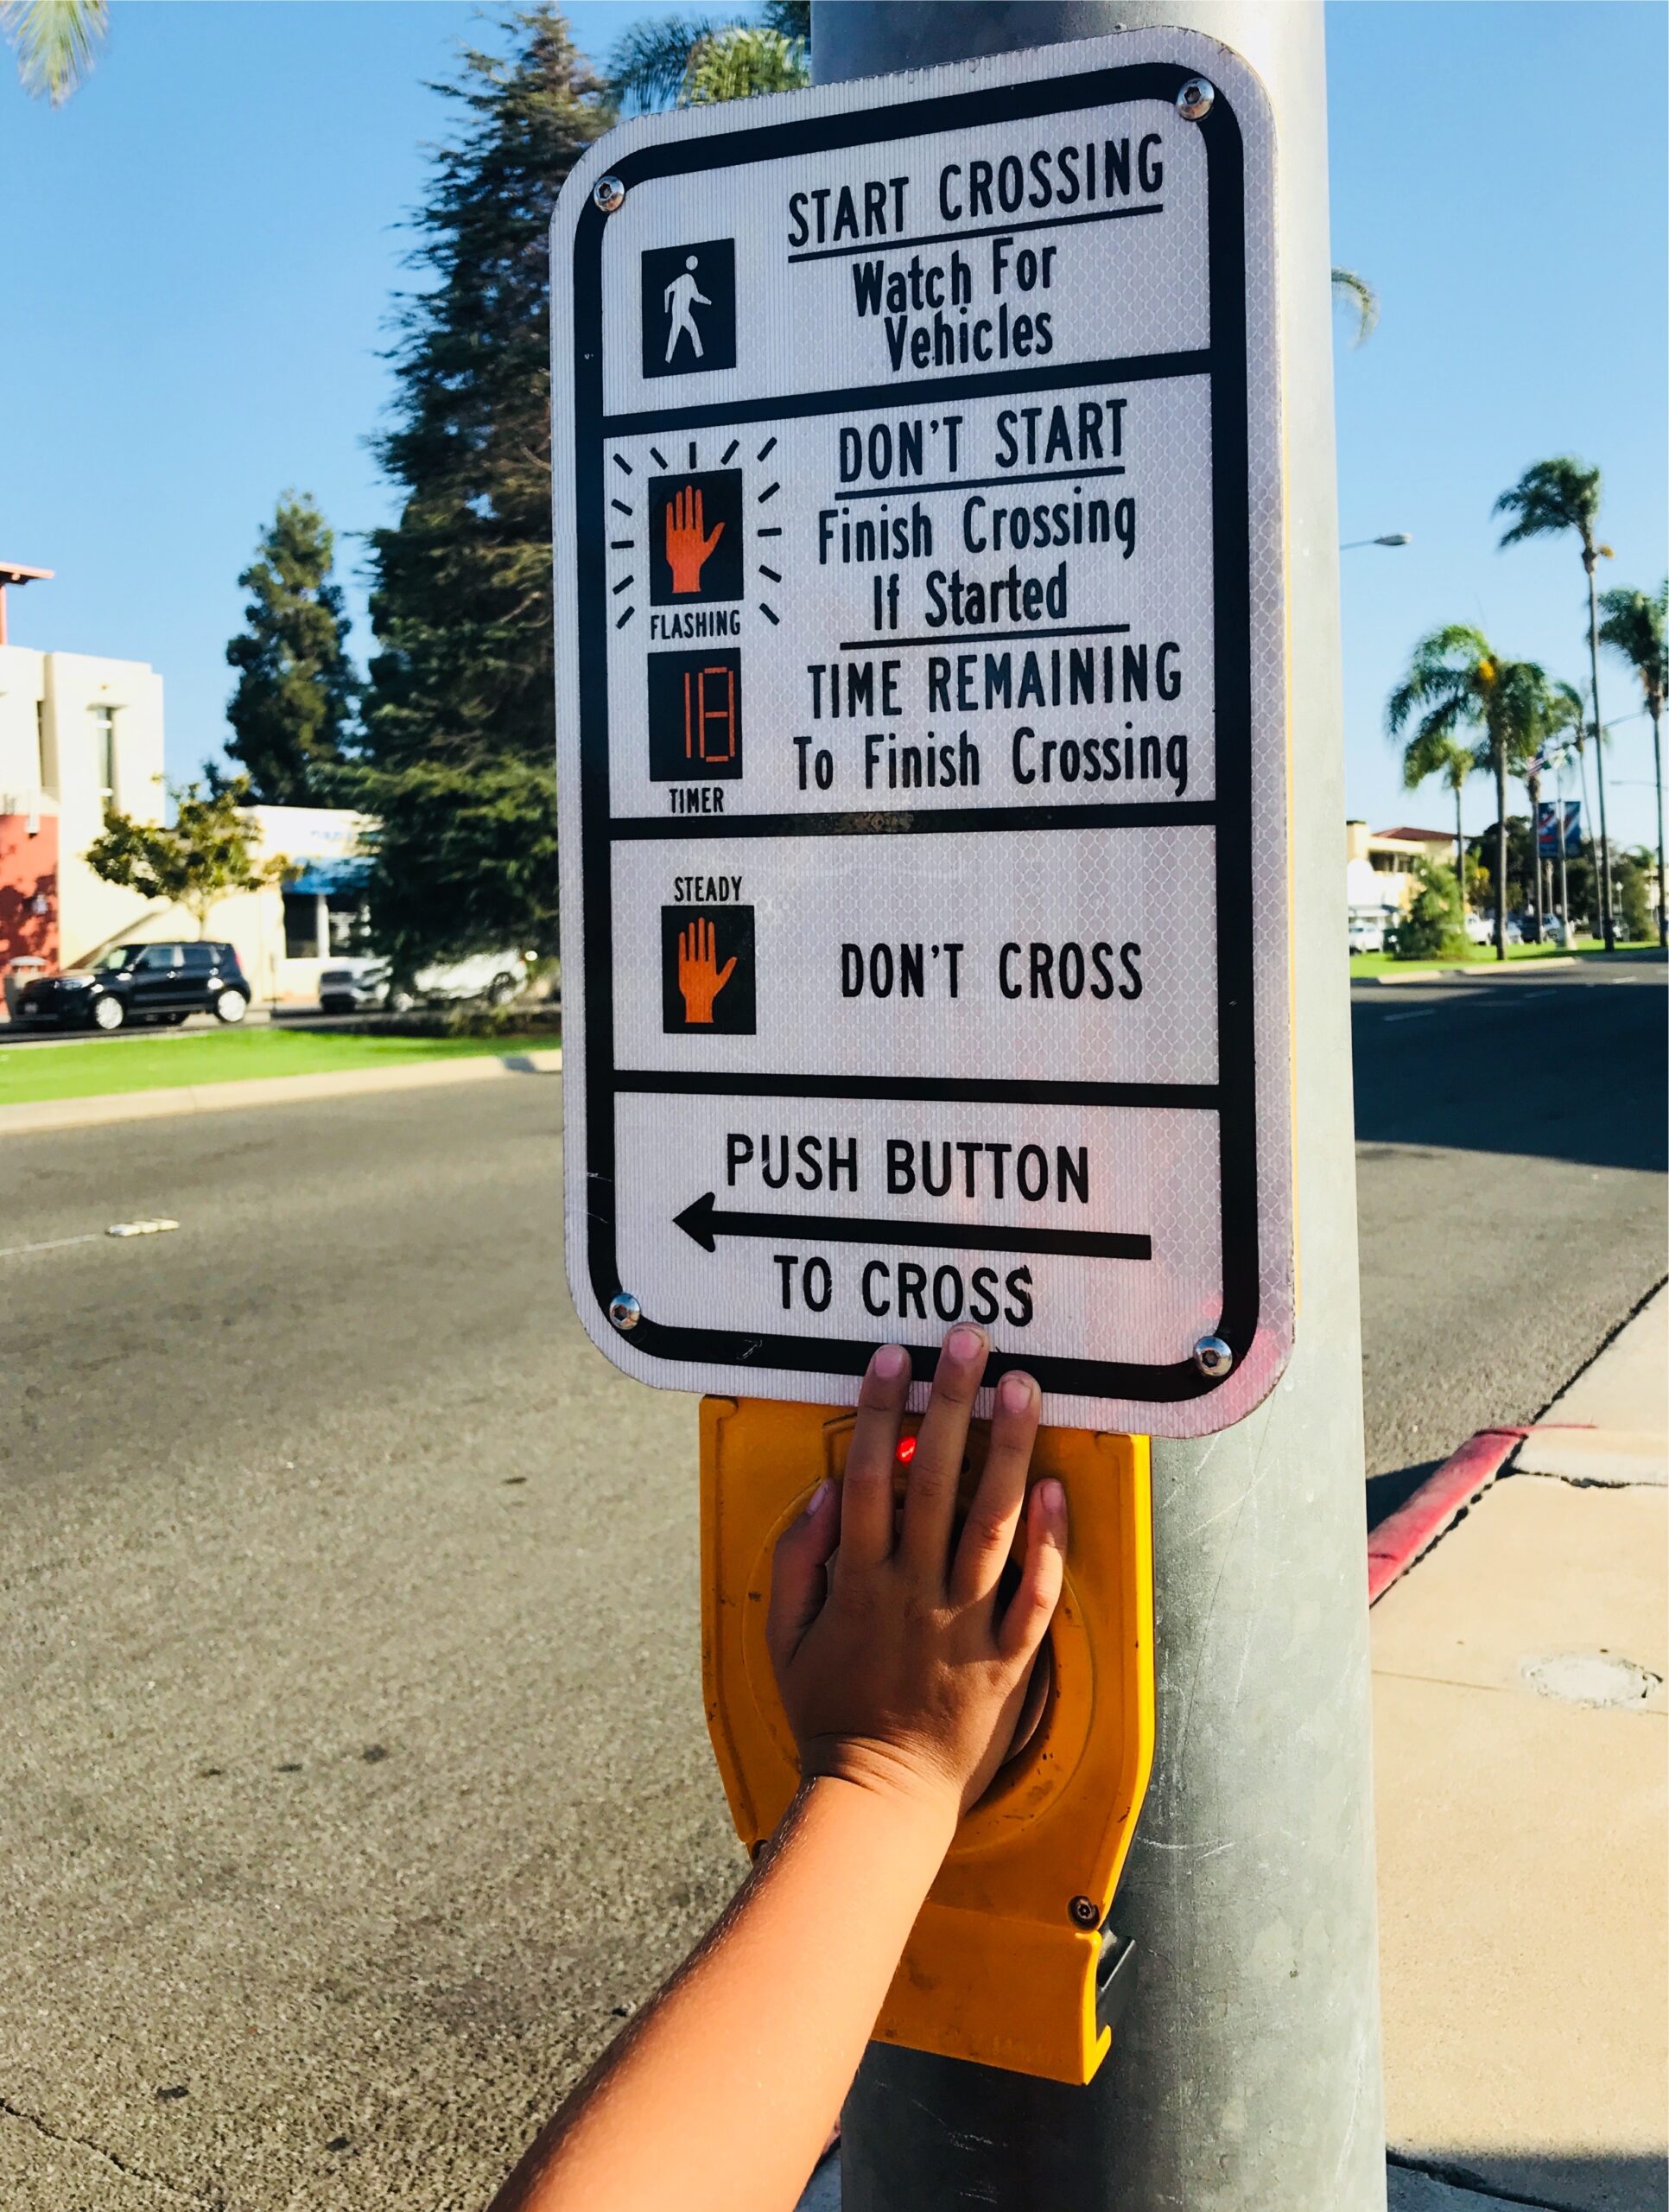 START CROSSING
Watch For
Vehicles
DON'T START
Finish Crossing
If Started
FLASHING
TIME REMAINING
To Finish Crossing
18
TIMER
STEADY
DON'T CROSS
PUSH BUTTON
TO CROSS